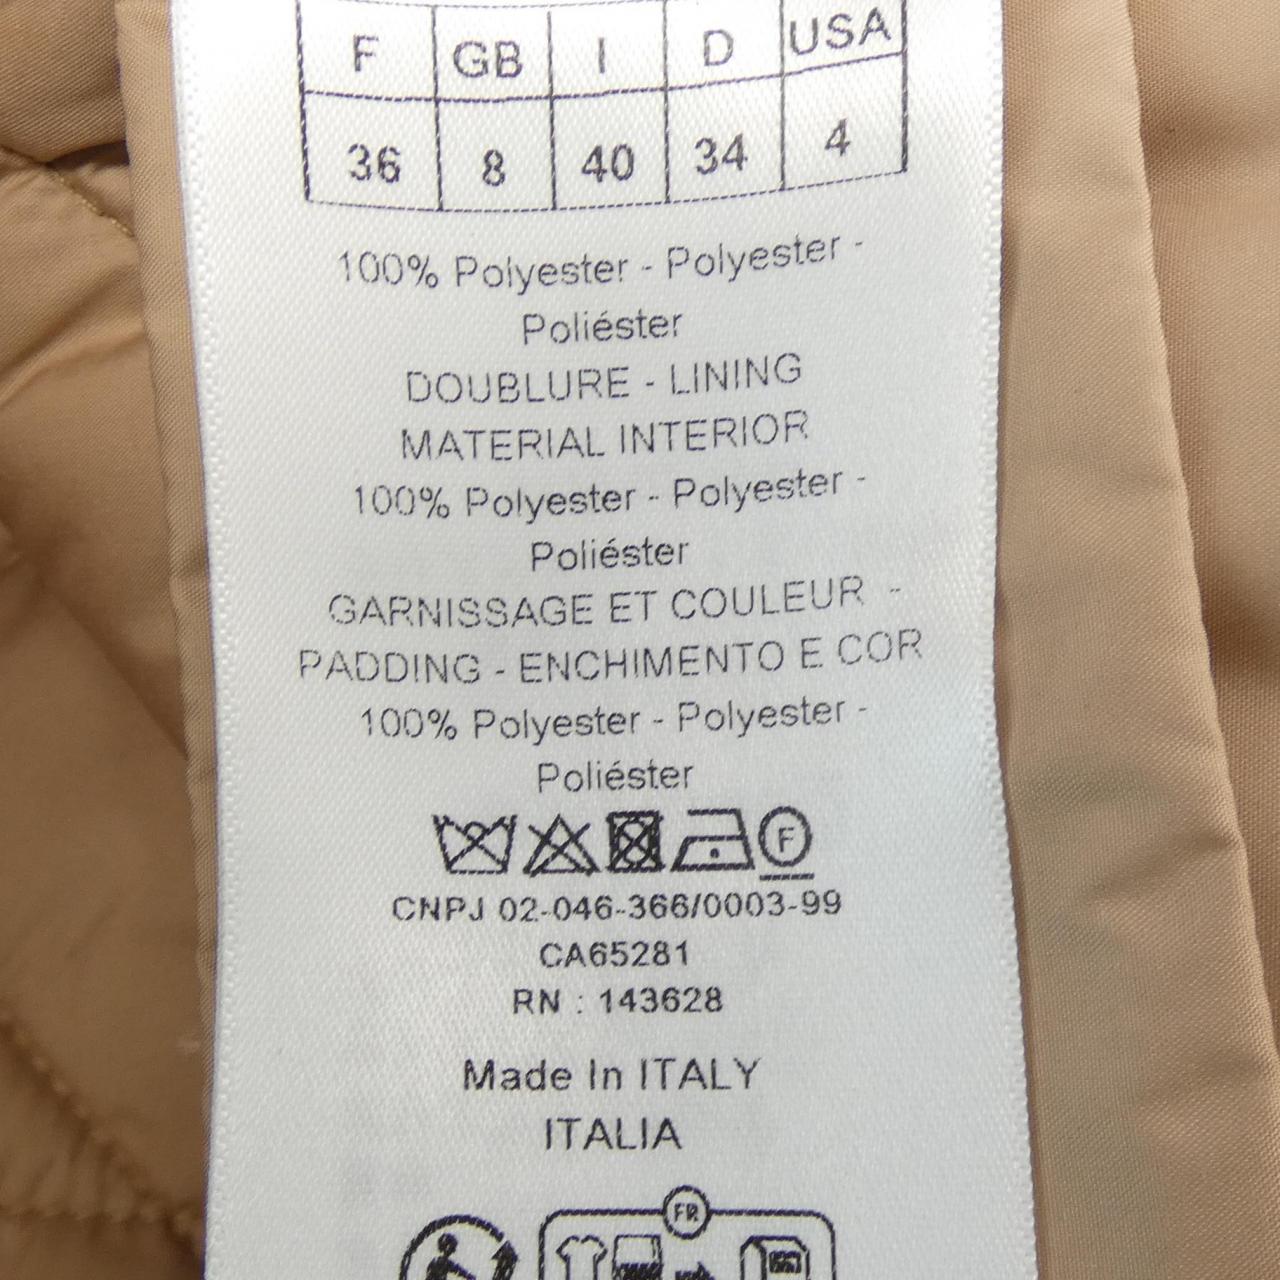 F GB I D USA
36 8 40 34 4
100% Polyester - Polyester -
Poliéster
DOUBLURE - LINING
MATERIAL INTERIOR
100% Polyester - Polyester -
Poliéster
GARNISSAGE ET COULEUR -
PADDING - ENCHIMENTO E COR
100% Polyester - Polyester -
Poliéster
F
CNPJ 02-046-366/0003-99
CA65281
RN : 143628
Made In ITALY
ITALIA
FR